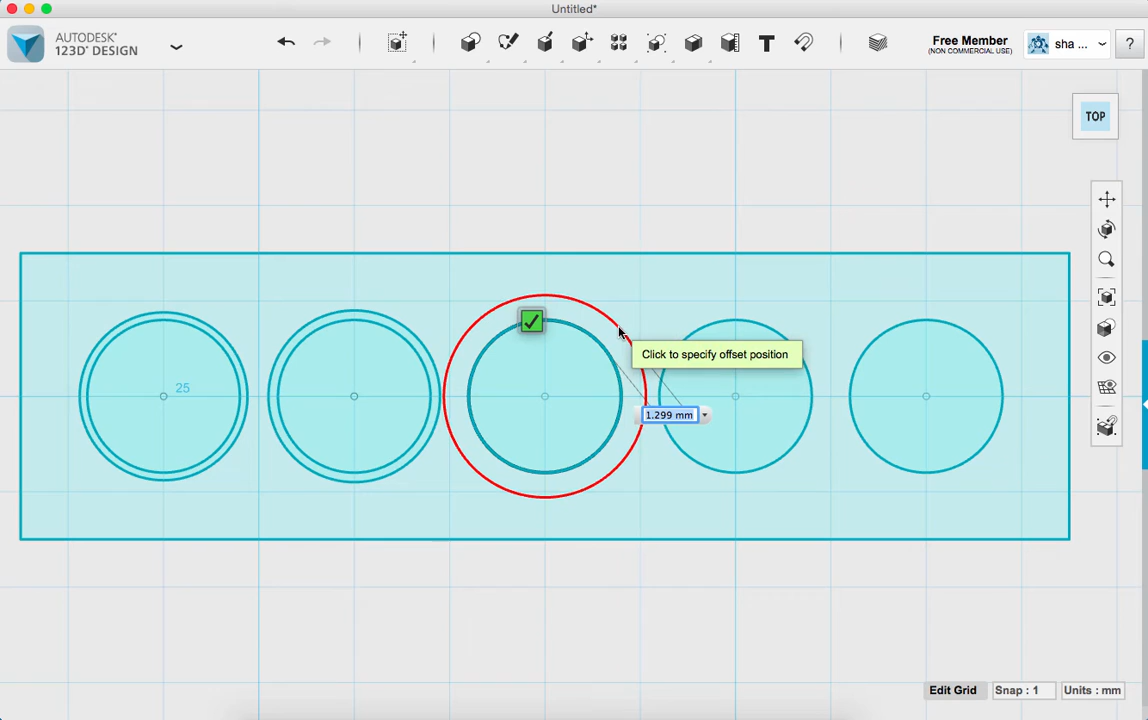 Untitled*
AUTODESK®
123D® DESIGN
T
Free Member
(NON COMMERCIAL USE)
sha ...
?
TOP
25
Click to specify offset position
1.299 mm
Edit Grid
Snap : 1
Units : mm